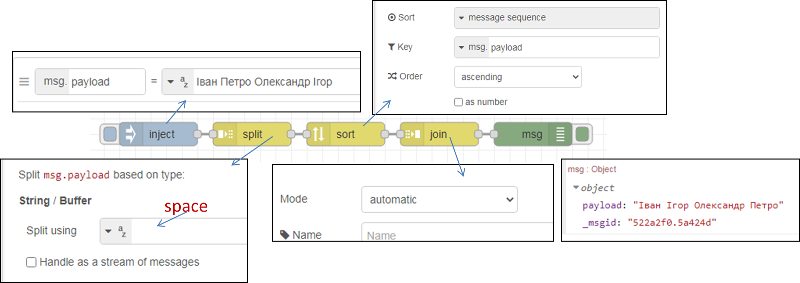 msg. payload = Іван Петро Олександр Ігор
Sort message sequence
Key msg. payload
Order ascending
as number
inject split sort join msg
Split msg.payload based on type:
String / Buffer
space
Split using
Handle as a stream of messages
Mode automatic
Name Name
msg : Object
object
payload: "Іван Ігор Олександр Петро"
_msgid: "522a2f0.5a424d"